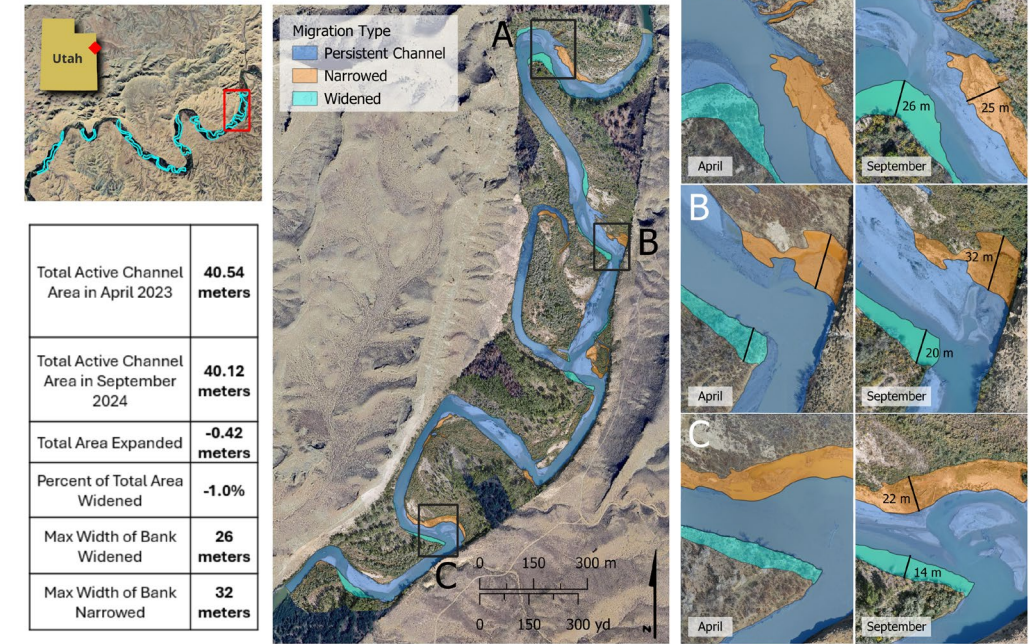 Utah
Total Active Channel
Area in April 2023
40.54
meters
Total Active Channel
Area in September
2024
40.12
meters
Total Area Expanded
-0.42
meters
Percent of Total Area
Widened
-1.0%
Max Width of Bank
Widened
26
meters
Max Width of Bank
Narrowed
32
meters
Migration Type
Persistent Channel
Narrowed
Widened
A
B
C
0 150 300 m
0 150 300 yd
N
April
26 m
25 m
September
B
April
32 m
20 m
September
C
April
22 m
14 m
September